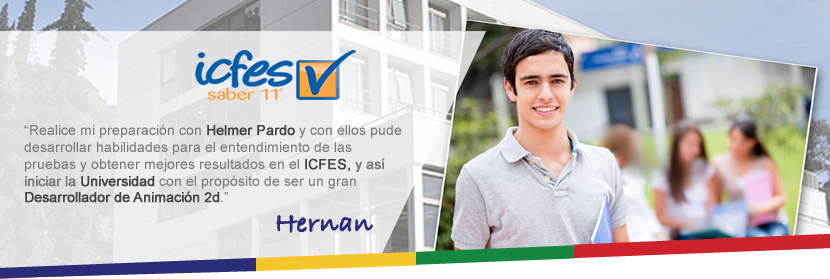 icfes
saber 11°
“Realice mi preparación con Helmer Pardo y con ellos pude
desarrollar habilidades para el entendimiento de las
pruebas y obtener mejores resultados en el ICFES, y así
iniciar la Universidad con el propósito de ser un gran
Desarrollador de Animación 2d.”
Hernan